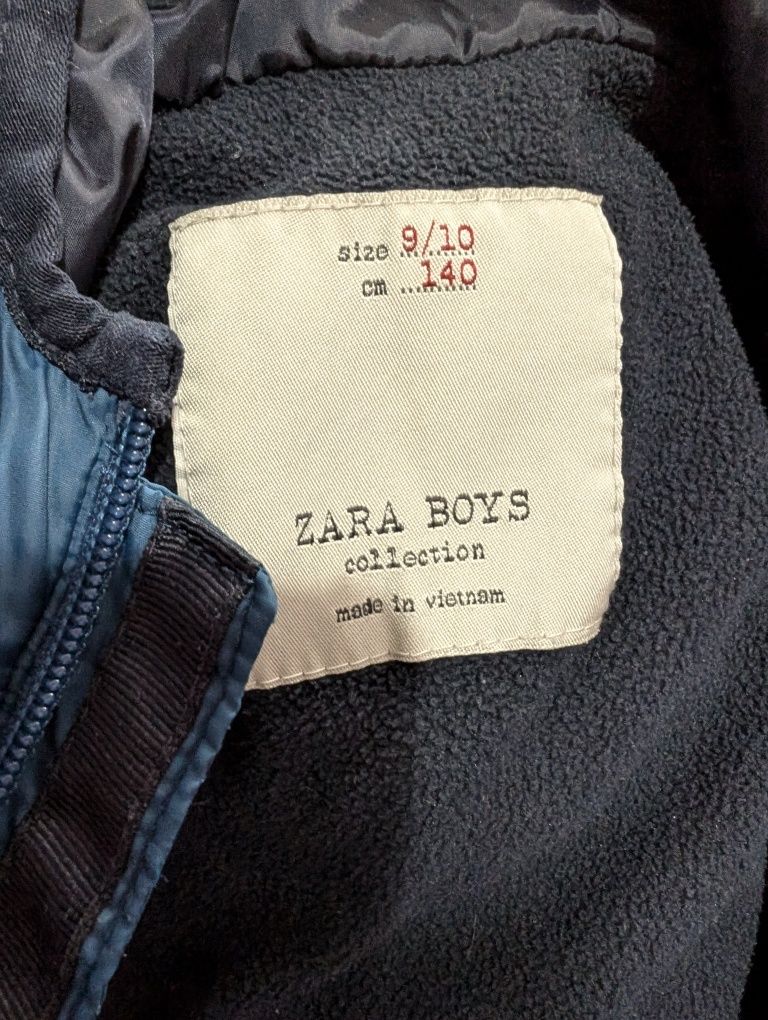 size 9/10
cm 140
ZARA BOYS
collection
made in vietnam